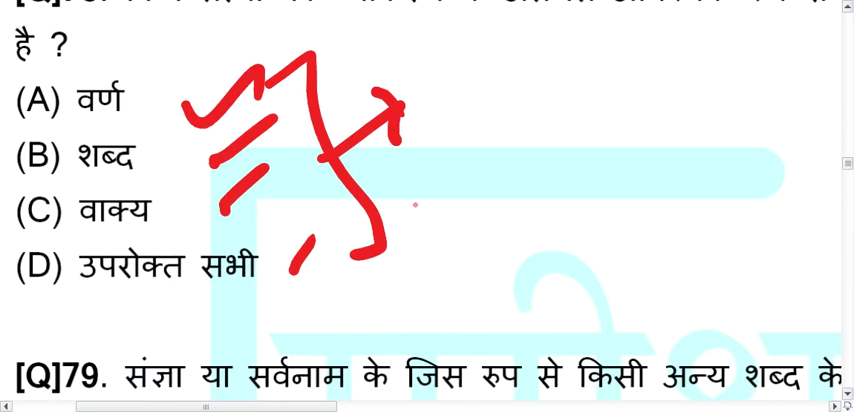 है ?
(A) वर्ण
(B) शब्द
(C) वाक्य
(D) उपरोक्त सभी
[Q]79. संज्ञा या सर्वनाम के जिस रुप से किसी अन्य शब्द के